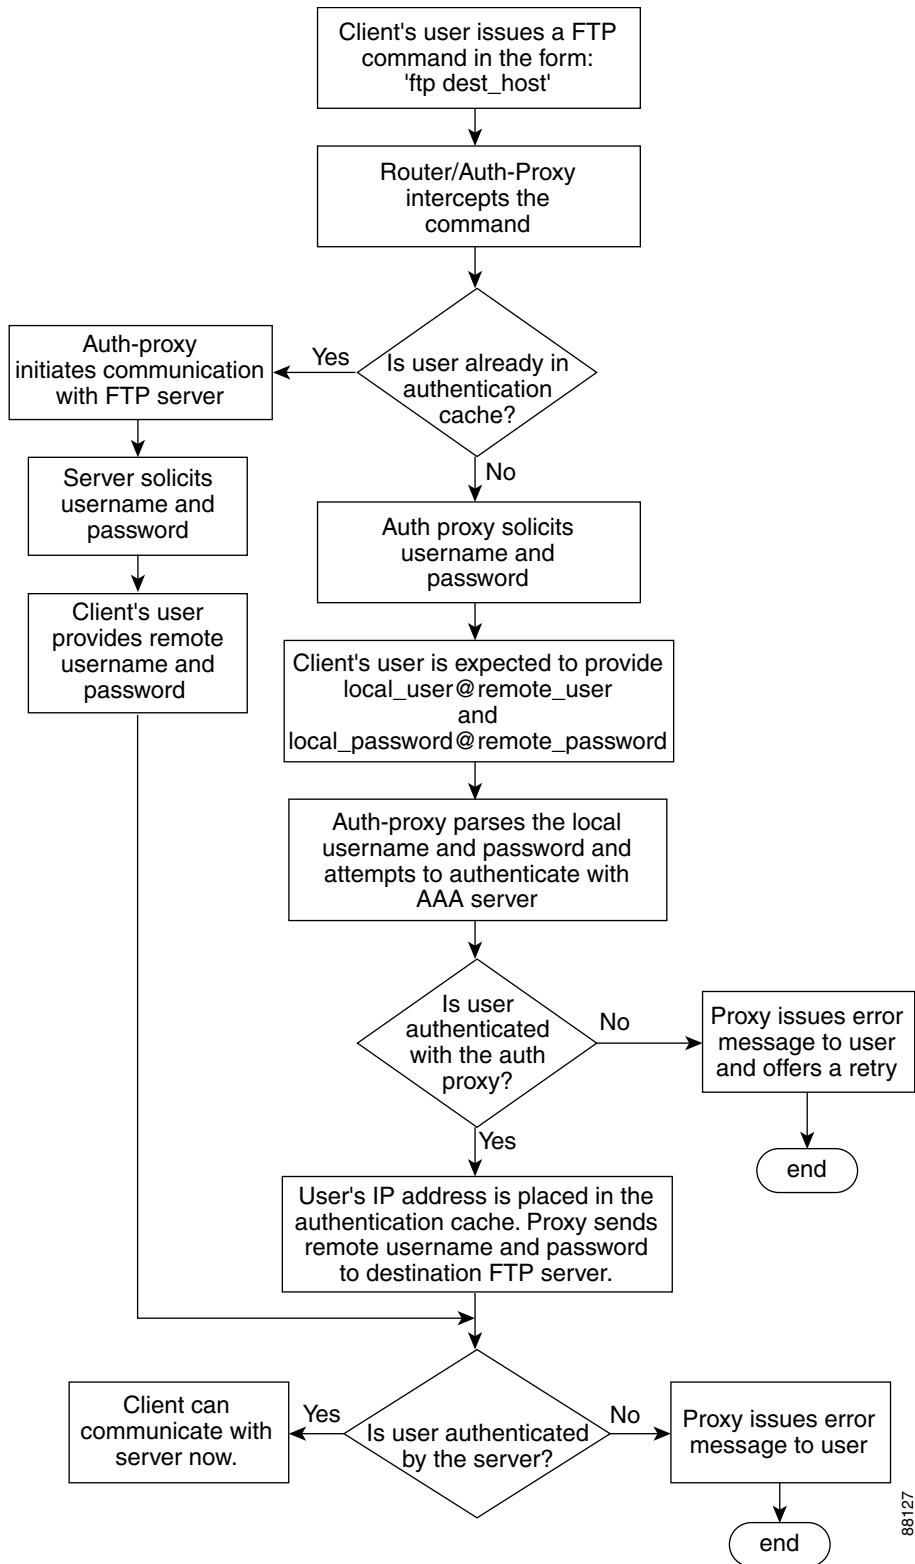 Client's user issues a FTP
command in the form:
'ftp dest_host'
Router/Auth-Proxy
intercepts the
command
Is user already in
authentication
cache?
Yes
Auth-proxy
initiates communication
with FTP server
Server solicits
username and
password
Client's user
provides remote
username and
password
No
Auth proxy solicits
username and
password
Client's user is expected to provide
local_user@remote_user
and
local_password@remote_password
Auth-proxy parses the local
username and password and
attempts to authenticate with
AAA server
Is user
authenticated
with the auth
proxy?
No
Proxy issues error
message to user
and offers a retry
end
Yes
User's IP address is placed in the
authentication cache. Proxy sends
remote username and password
to destination FTP server.
Is user authenticated
by the server?
Yes
Client can
communicate with
server now.
No
Proxy issues error
message to user
end
88127